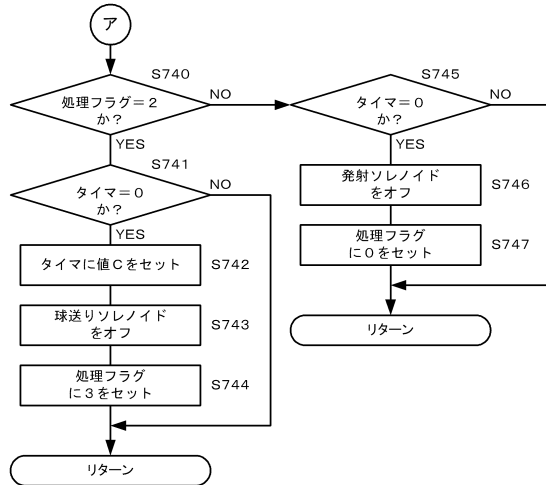 ア
S740
処理フラグ＝２
か？
NO
YES
S741
タイマ＝０
か？
NO
YES
タイマに値Ｃをセット
S742
球送りソレノイド
をオフ
S743
処理フラグ
に３をセット
S744
リターン
S745
タイマ＝０
か？
NO
YES
発射ソレノイド
をオフ
S746
処理フラグ
に０をセット
S747
リターン